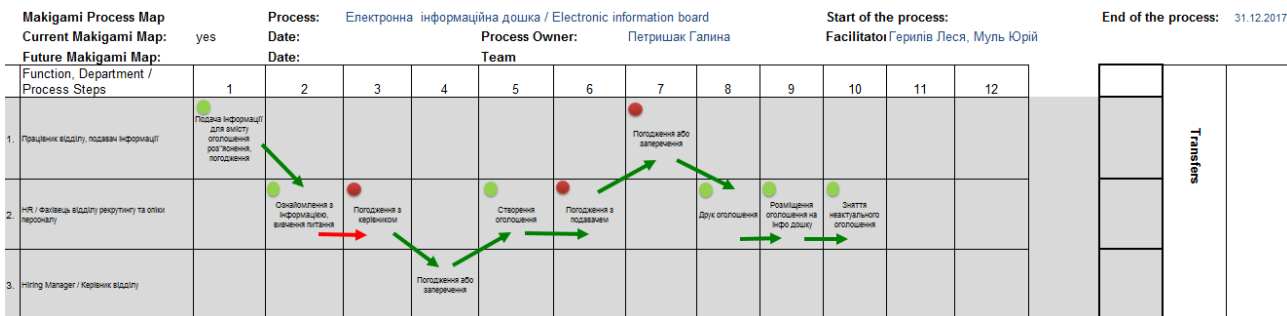 Makigami Process Map Process: Електронна інформаційна дошка / Electronic information board Start of the process: End of the process: 31.12.2017
Current Makigami Map: yes Date: Process Owner: Петришак Галина Facilitator Герилів Леся, Муль Юрій
Future Makigami Map: Date: Team
Function, Department /
Process Steps 1 2 3 4 5 6 7 8 9 10 11 12
1. Працівник відділу, подавач інформації
Подача інформації
для змісту
оголошення
роз"яснення,
погодження
Погодження або
заперечення
Transfers
2. HR / Фахівець відділу рекрутингу та опіки
персоналу
Ознайомлення з
інформацією,
вивчення питання
Погодження з
керівником
Створення
оголошення
Погодження з
подавачем
Друк оголошення
Розміщення
оголошення на
інфо дошку
Зняття
неактуального
оголошення
3. Hiring Manager / Керівник відділу
Погодження або
заперечення